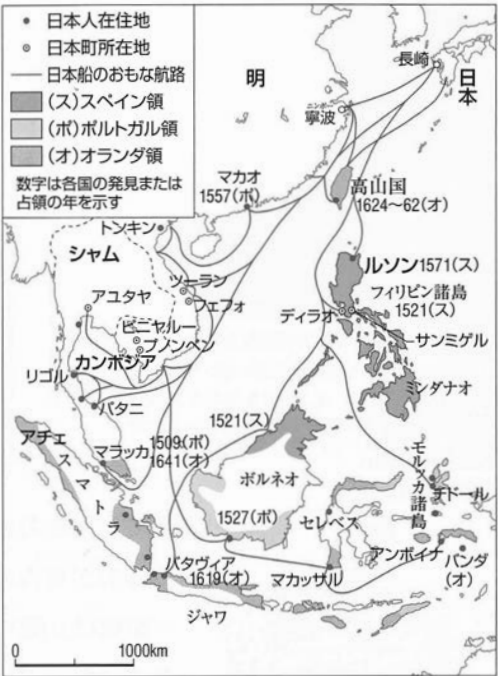 日本人在住地
日本町所在地
日本船のおもな航路
(ス)スペイン領
(ポ)ポルトガル領
(オ)オランダ領
数字は各国の発見または
占領の年を示す
明
日本
長崎
ニンポー
寧波
マカオ
1557(ポ)
高山国
1624〜62(オ)
トンキン
シャム
ツーラン
フェフォ
アユタヤ
ピニャルー
プノンペン
カンボジア
リゴル
パタニ
ルソン 1571(ス)
フィリピン諸島
1521(ス)
ディラオ
サンミゲル
ミンダナオ
アチェ
スマトラ
マラッカ
1509(ポ)
1641(オ)
1521(ス)
ボルネオ
1527(ポ)
セレベス
モルッカ諸島
テドール
アンボイナ
バンダ
(オ)
バタヴィア
1619(オ)
マカッサル
ジャワ
0 1000km